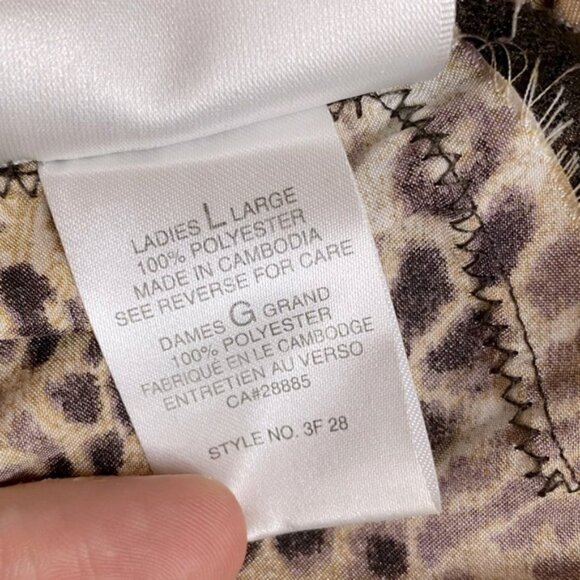 LADIES L LARGE
100% POLYESTER
MADE IN CAMBODIA
SEE REVERSE FOR CARE
DAMES G GRAND
100% POLYESTER
FABRIQUÉ EN LE CAMBODGE
ENTRETIEN AU VERSO
CA#28885
STYLE NO. 3F 28